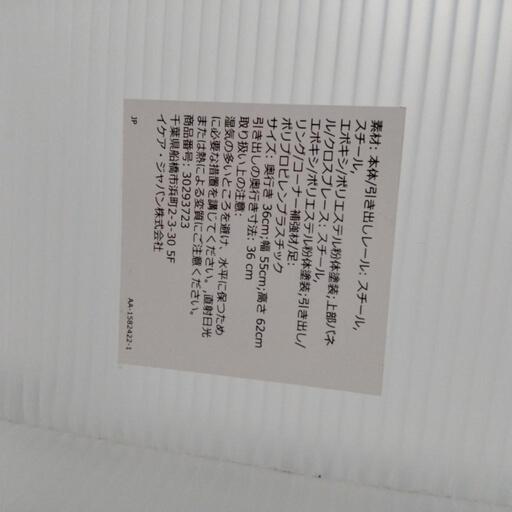 素材: 本体/引き出しレール: スチール,
スチール,
エポキシ/ポリエステル粉体塗装;上部パネ
ル/クロスブレース: スチール,
エポキシ/ポリエステル粉体塗装;引き出し/
リング/コーナー補強材/足:
ポリプロピレンプラスチック
サイズ: 奥行き 36cm;幅 55cm;高さ 62cm
引き出しの奥行き寸法: 36 cm
取り扱い上の注意:
湿気の多いところを避け, 水平に保つため
に必要な措置を講じてください。,直射日光
または熱による変質にご注意ください。
商品番号: 30293723
千葉県船橋市浜町2-3-30 5F
イケア・ジャパン株式会社
JP
AA-1582422-1